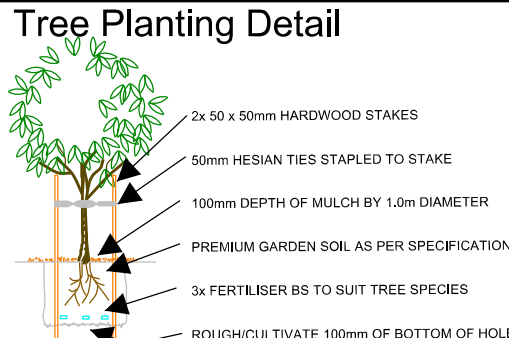 Tree Planting Detail
2x 50 x 50mm HARDWOOD STAKES
50mm HESIAN TIES STAPLED TO STAKE
100mm DEPTH OF MULCH BY 1.0m DIAMETER
PREMIUM GARDEN SOIL AS PER SPECIFICATION
3x FERTILISER BS TO SUIT TREE SPECIES
ROUGH/CULTIVATE 100mm OF BOTTOM OF HOLE